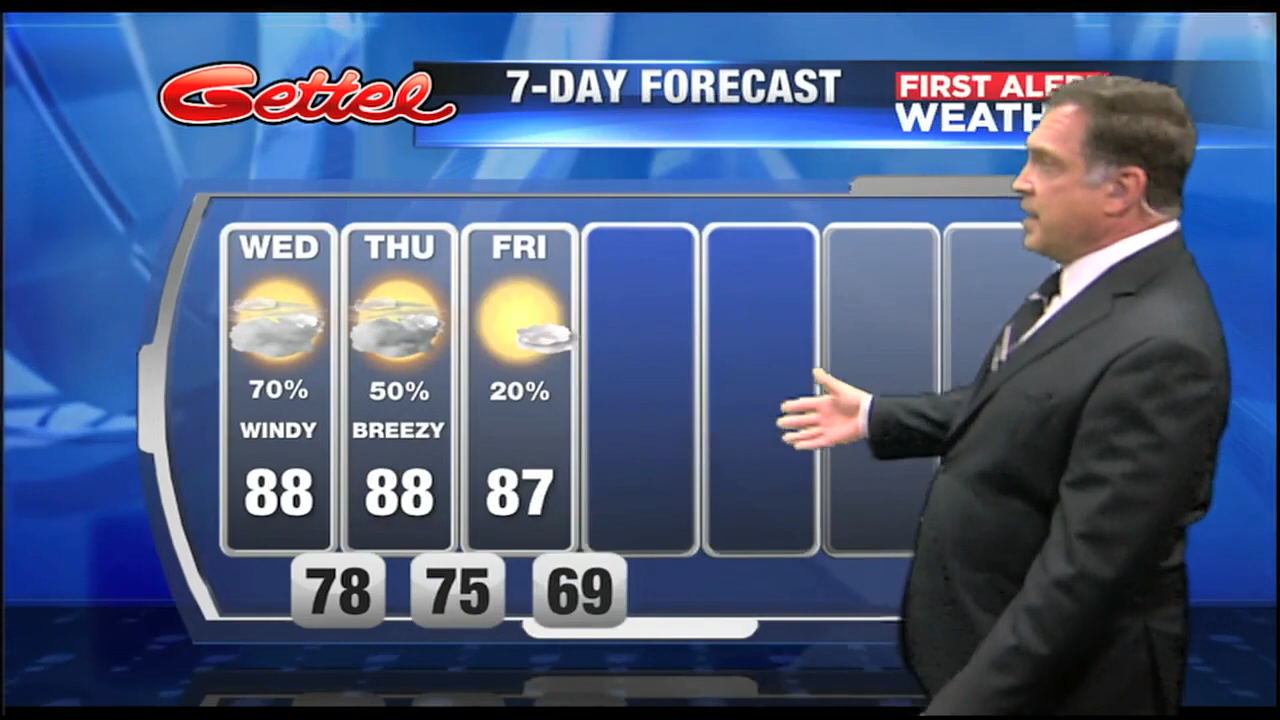 Gettel
7-DAY FORECAST
FIRST ALER
WEATH
WED THU FRI
70% 50% 20%
WINDY BREEZY
88 88 87
78 75 69